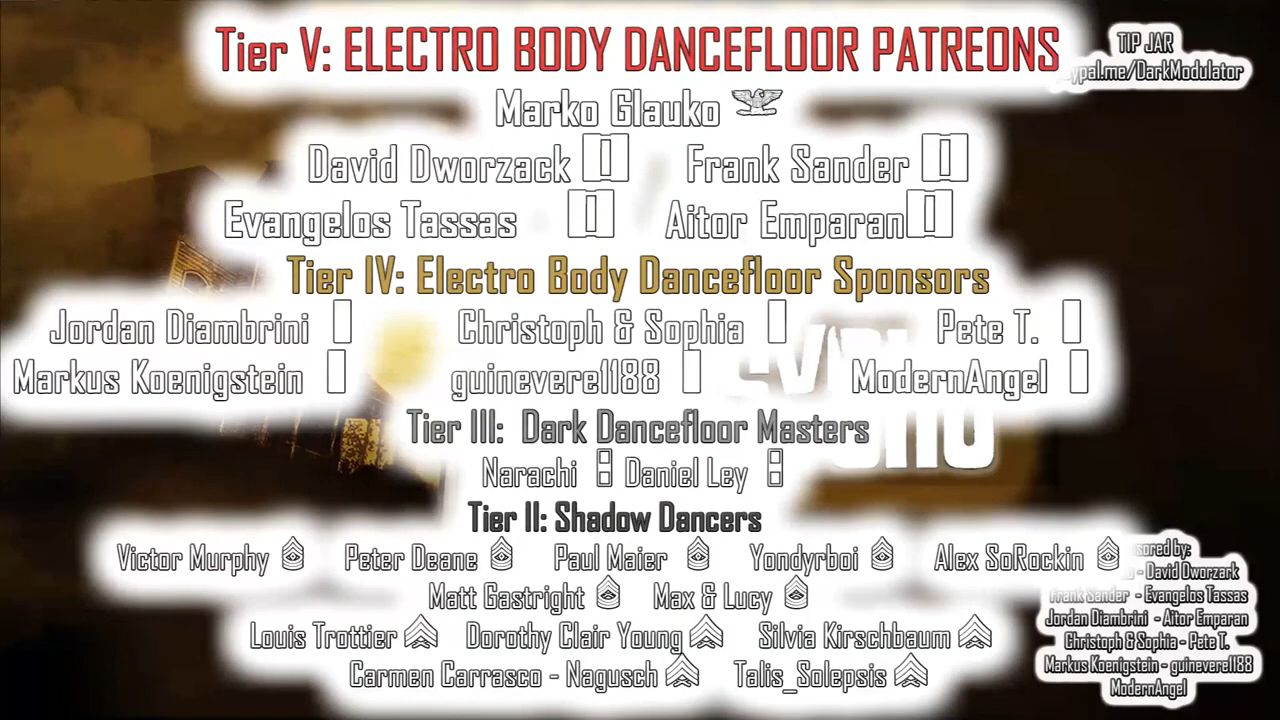 Tier V: ELECTRO BODY DANCEFLOOR PATREONS
TIP JAR
ypal.me/DarkModulator
Marko Glauko
David Dworzack Frank Sander
Evangelos Tassas Aitor Emparan
Tier IV: Electro Body Dancefloor Sponsors
Jordan Diambrini Christoph & Sophia Pete T.
Markus Koenigstein guinevere1188 ModernAngel
Tier III: Dark Dancefloor Masters
Narachi Daniel Ley
Tier II: Shadow Dancers
Victor Murphy Peter Deane Paul Maier Yondyrboi Alex SoRockin
Matt Gastright Max & Lucy
Louis Trottier Dorothy Clair Young Silvia Kirschbaum
Carmen Carrasco - Nagusch Talis_Solepsis
sored by:
- David Dworzark
Frank Sander - Evangelos Tassas
Jordan Diambrini - Aitor Emparan
Christoph & Sophia - Pete T.
Markus Koenigstein - guinevere1188
ModernAngel